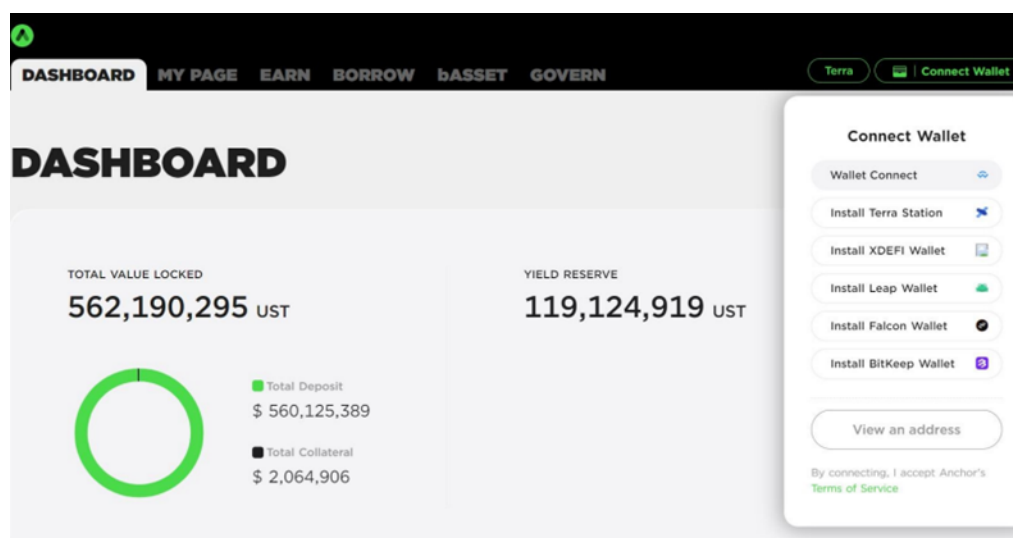 DASHBOARD MY PAGE EARN BORROW bASSET GOVERN Terra Connect Wallet
DASHBOARD
TOTAL VALUE LOCKED
562,190,295 UST
Total Deposit
$ 560,125,389
Total Collateral
$ 2,064,906
YIELD RESERVE
119,124,919 UST
Connect Wallet
Wallet Connect
Install Terra Station
Install XDEFI Wallet
Install Leap Wallet
Install Falcon Wallet
Install BitKeep Wallet
View an address
By connecting, I accept Anchor's
Terms of Service